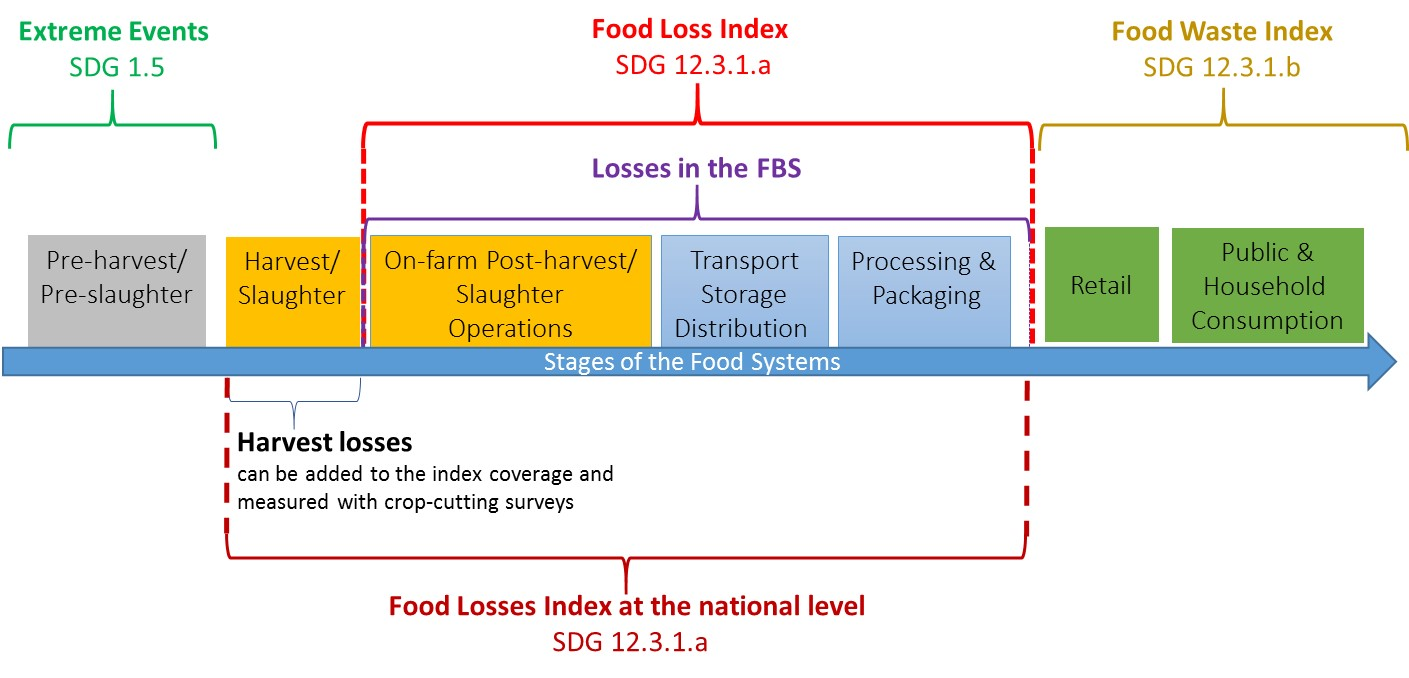 Extreme Events
SDG 1.5
Food Loss Index
SDG 12.3.1.a
Food Waste Index
SDG 12.3.1.b
Losses in the FBS
Pre-harvest/
Pre-slaughter
Harvest/
Slaughter
On-farm Post-harvest/
Slaughter
Operations
Transport
Storage
Distribution
Processing &
Packaging
Retail
Public &
Household
Consumption
Stages of the Food Systems
Harvest losses
can be added to the index coverage and
measured with crop-cutting surveys
Food Losses Index at the national level
SDG 12.3.1.a